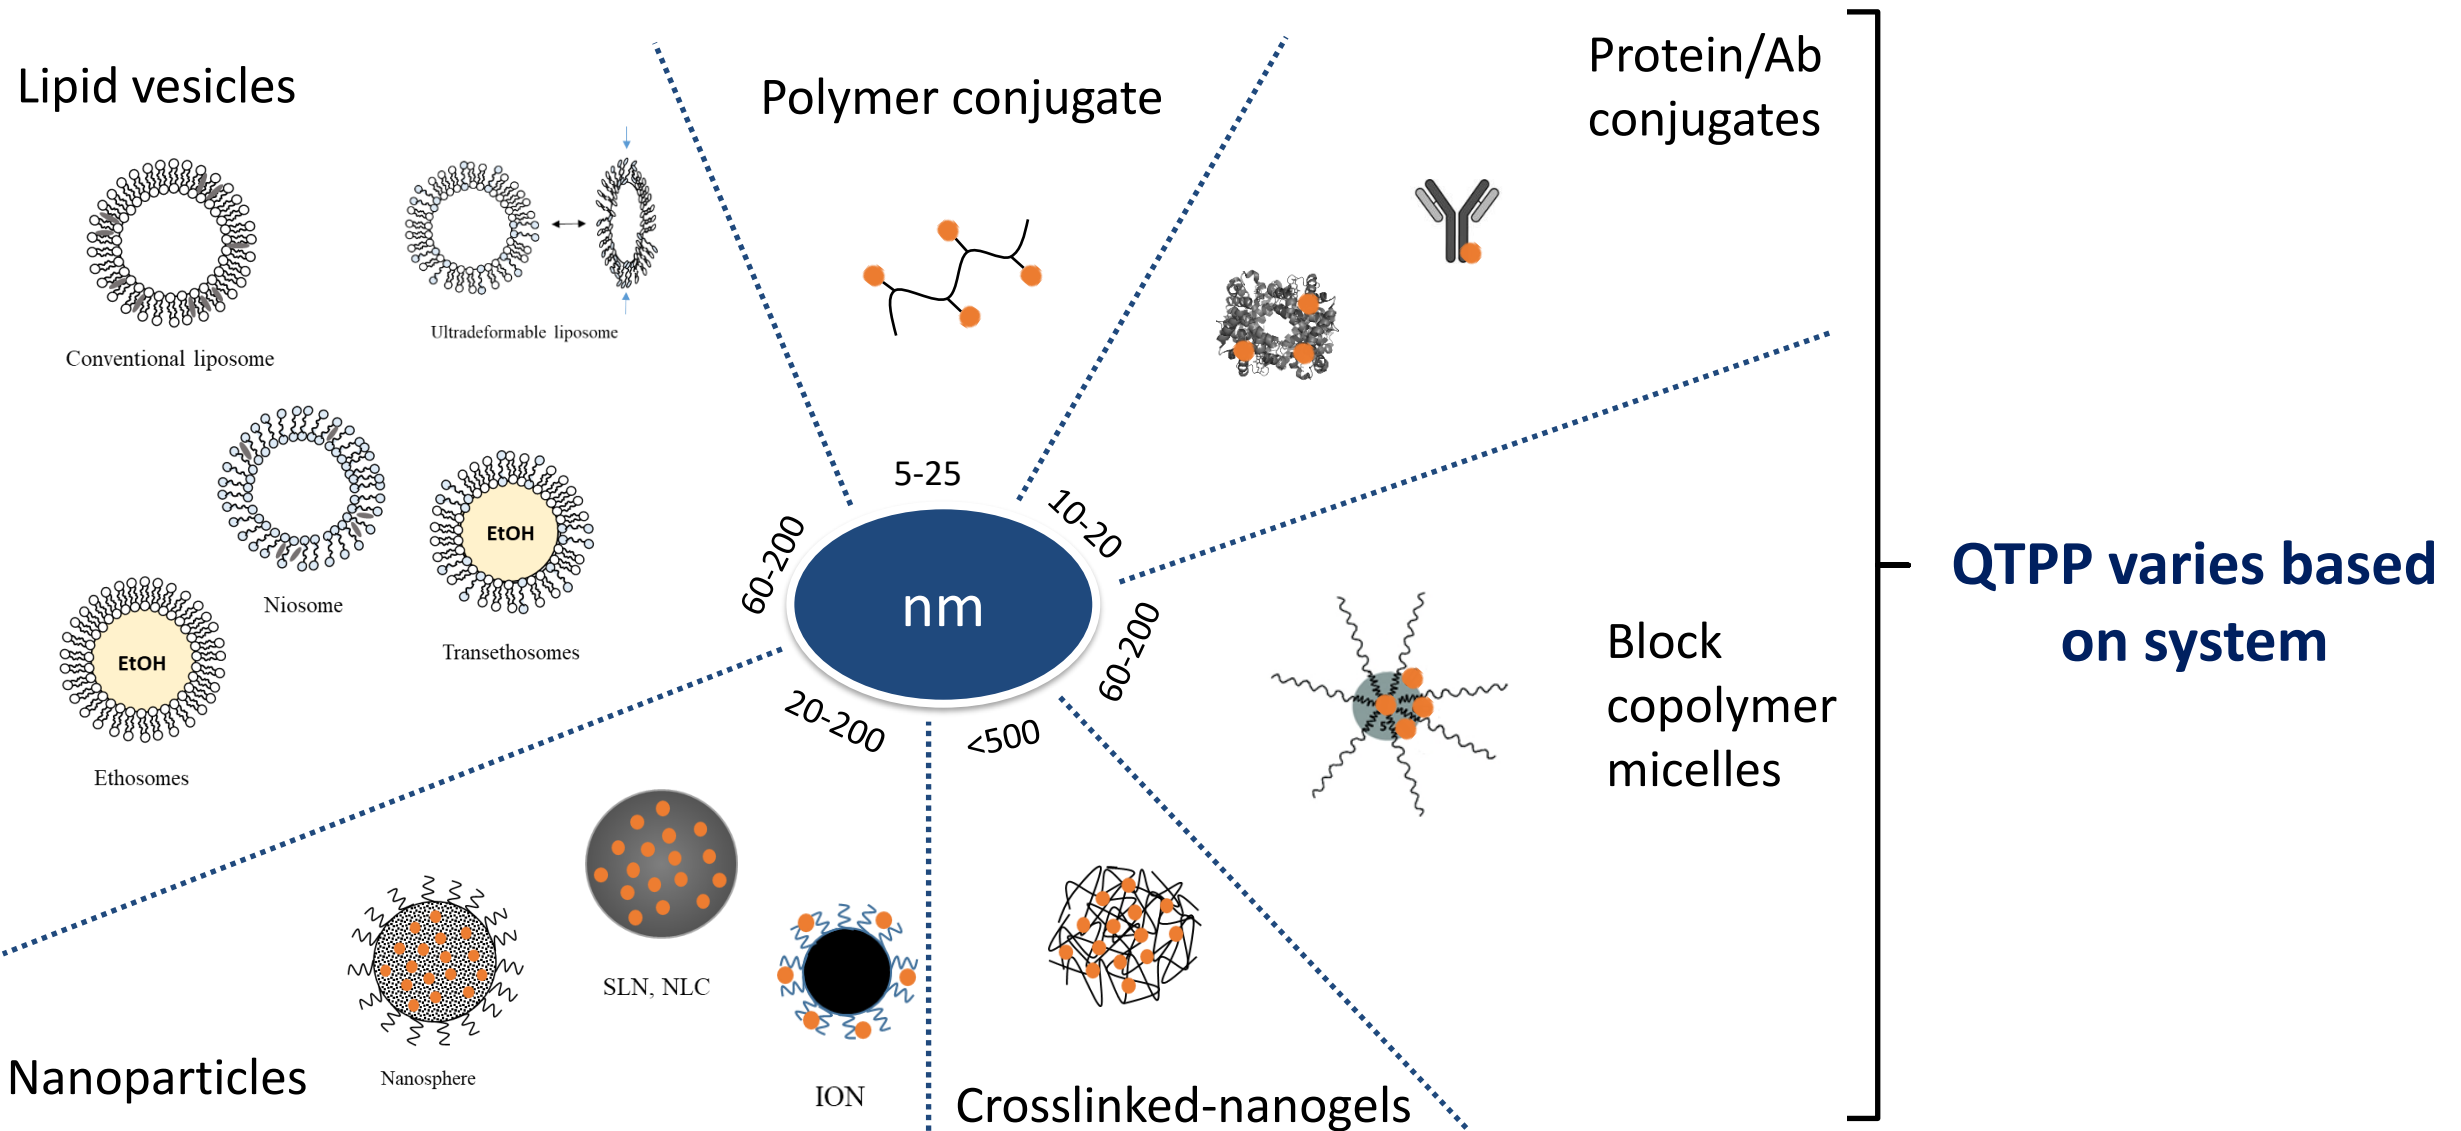 Lipid vesicles
Conventional liposome
Ultradeformable liposome
Niosome
EtOH
Transethosomes
EtOH
Ethosomes
Polymer conjugate
Protein/Ab
conjugates
5-25
10-20
60-200
nm
60-200
20-200
<500
Block
copolymer
micelles
QTPP varies based
on system
Nanoparticles
Nanosphere
SLN, NLC
ION
Crosslinked-nanogels